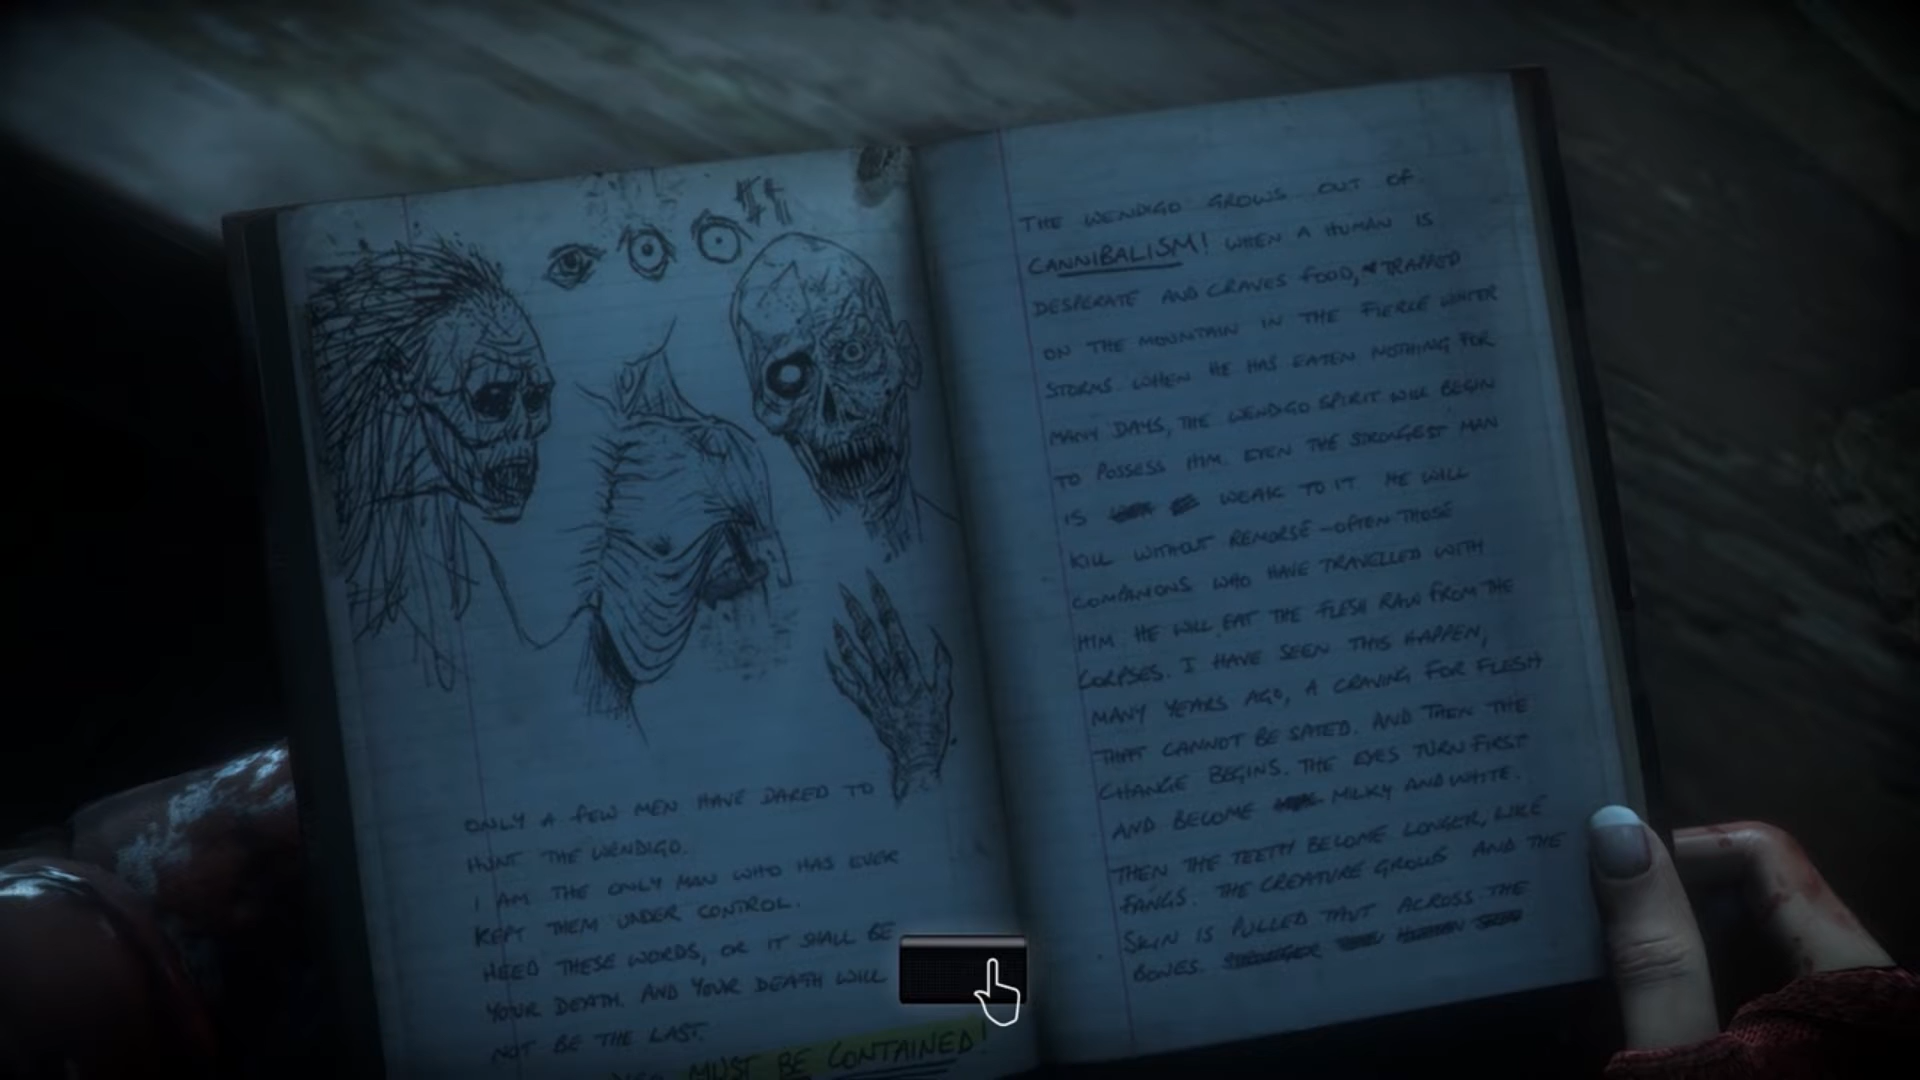 ONLY A FEW MEN HAVE DARED TO
HUNT THE WENDIGO.
I AM THE ONLY MAN WHO HAS EVER
KEPT THEM UNDER CONTROL.
HEED THESE WORDS, OR IT SHALL BE
YOUR DEATH. AND YOUR DEATH WILL
NOT BE THE LAST.
MUST BE CONTAINED!
THE WENDIGO GROWS OUT OF
CANNIBALISM! WHEN A HUMAN IS
DESPERATE AND CRAVES FOOD, TRAPPED
ON THE MOUNTAIN IN THE FIERCE WINTER
STORMS. WHEN HE HAS EATEN NOTHING FOR
MANY DAYS, THE WENDIGO SPIRIT WILL BEGIN
TO POSSESS HIM. EVEN THE STRONGEST MAN
IS WEAK TO IT HE WILL
KILL WITHOUT REMORSE - OFTEN THOSE
COMPANIONS WHO HAVE TRAVELLED WITH
HIM. HE WILL EAT THE FLESH RAW FROM THE
CORPSES. I HAVE SEEN THIS HAPPEN,
MANY YEARS AGO, A CRAVING FOR FLESH
THAT CANNOT BE SATED. AND THEN THE
CHANGE BEGINS. THE EYES TURN FIRST
AND BECOME MILKY AND WHITE.
THEN THE TEETH BECOME LONGER, LIKE
FANGS. THE CREATURE GROWS AND THE
SKIN IS PULLED TAUT ACROSS THE
BONES.